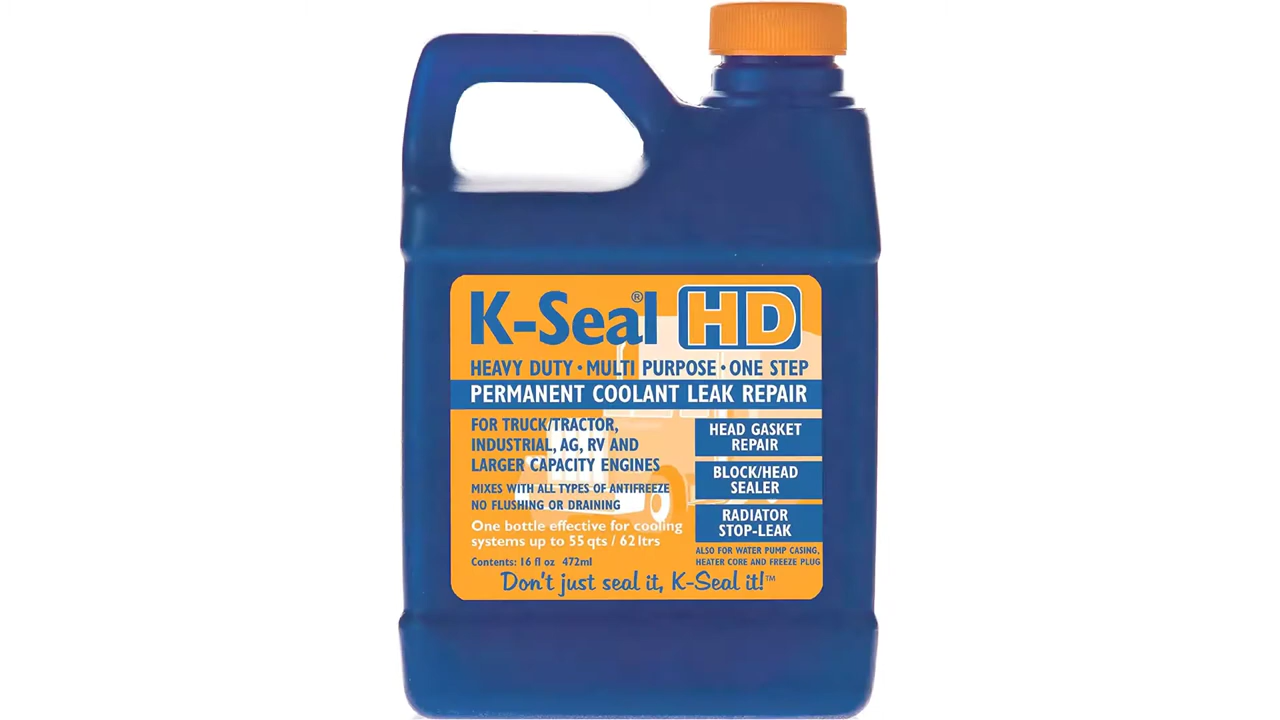 K-Seal® HD
HEAVY DUTY • MULTI PURPOSE • ONE STEP
PERMANENT COOLANT LEAK REPAIR
FOR TRUCK/TRACTOR,
INDUSTRIAL, AG, RV AND
LARGER CAPACITY ENGINES
MIXES WITH ALL TYPES OF ANTIFREEZE
NO FLUSHING OR DRAINING
One bottle effective for cooling
systems up to 55 qts / 62 ltrs
Contents: 16 fl oz 472ml
HEAD GASKET
REPAIR
BLOCK/HEAD
SEALER
RADIATOR
STOP-LEAK
ALSO FOR WATER PUMP CASING,
HEATER CORE AND FREEZE PLUG
Don't just seal it, K-Seal it!™